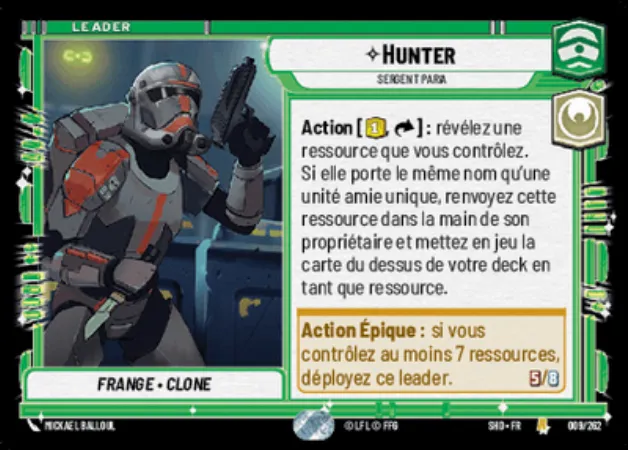 LEADER
HUNTER
SERGENT PARIA
Action [1, ]: révélez une
ressource que vous contrôlez.
Si elle porte le même nom qu'une
unité amie unique, renvoyez cette
ressource dans la main de son
propriétaire et mettez en jeu la
carte du dessus de votre deck en
tant que ressource.
Action Épique : si vous
contrôlez au moins 7 ressources,
déployez ce leader. 5/8
FRANGE • CLONE
MICKAEL BALLOUL
© LFL © FFG
SHD • FR
009/262